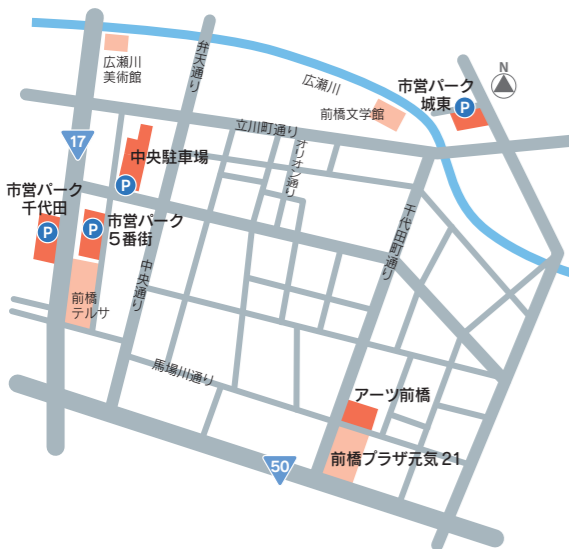 広瀬川
美術館
弁天通り
広瀬川
前橋文学館
市営パーク
城東
P
N
17
立川町通り
中央駐車場
P
オリオン通り
市営パーク
千代田
P
P
市営パーク
5番街
千代田町通り
中央通り
前橋
テルサ
馬場川通り
アーツ前橋
前橋プラザ元気21
50